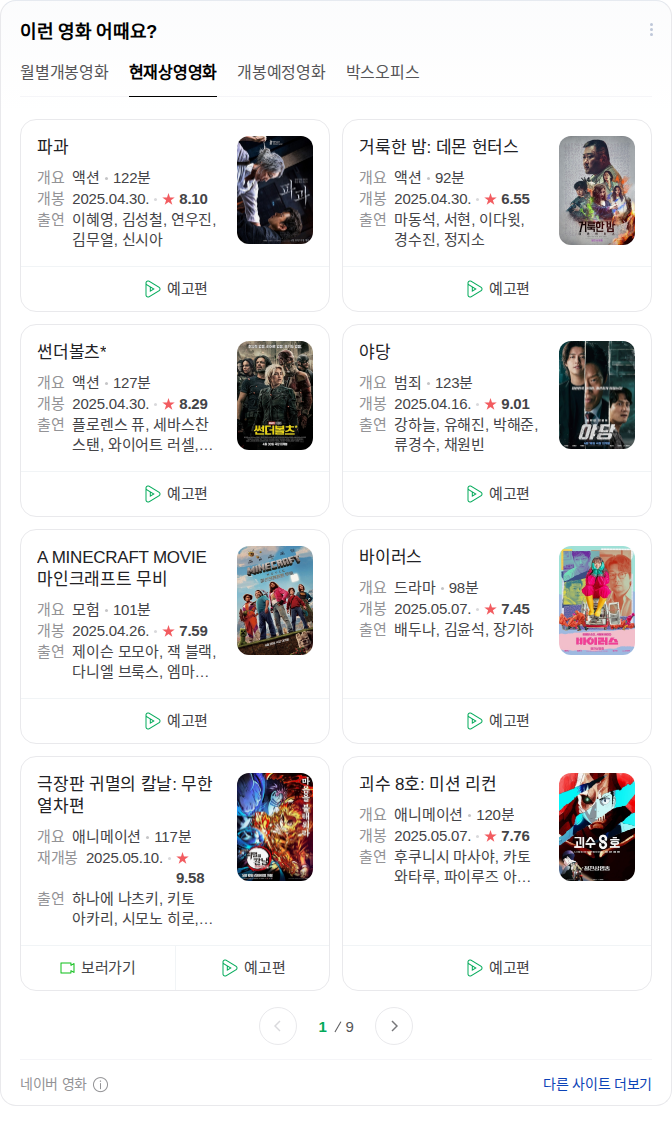 이런 영화 어때요?
월별개봉영화 현재상영영화 개봉예정영화 박스오피스
파과
개요 액션 · 122분
개봉 2025.04.30. · ★ 8.10
출연 이혜영, 김성철, 연우진,
김무열, 신시아
파과
예고편
거룩한 밤: 데몬 헌터스
개요 액션 · 92분
개봉 2025.04.30. · ★ 6.55
출연 마동석, 서현, 이다윗,
경수진, 정지소
거룩한 밤
예고편
썬더볼츠*
개요 액션 · 127분
개봉 2025.04.30. · ★ 8.29
출연 플로렌스 퓨, 세바스찬
스탠, 와이어트 러셀,...
썬더볼츠*
예고편
야당
개요 범죄 · 123분
개봉 2025.04.16. · ★ 9.01
출연 강하늘, 유해진, 박해준,
류경수, 채원빈
야당
예고편
A MINECRAFT MOVIE
마인크래프트 무비
개요 모험 · 101분
개봉 2025.04.26. · ★ 7.59
출연 제이슨 모모아, 잭 블랙,
다니엘 브룩스, 엠마...
MINECRAFT
예고편
바이러스
개요 드라마 · 98분
개봉 2025.05.07. · ★ 7.45
출연 배두나, 김윤석, 장기하
바이러스
예고편
극장판 귀멸의 칼날: 무한
열차편
개요 애니메이션 · 117분
재개봉 2025.05.10. · ★
9.58
출연 하나에 나츠키, 키토
아카리, 시모노 히로,...
보러가기
예고편
괴수 8호: 미션 리컨
개요 애니메이션 · 120분
개봉 2025.05.07. · ★ 7.76
출연 후쿠니시 마사야, 카토
와타루, 파이루즈 아...
괴수 8호
예고편
1 / 9
네이버 영화
다른 사이트 더보기